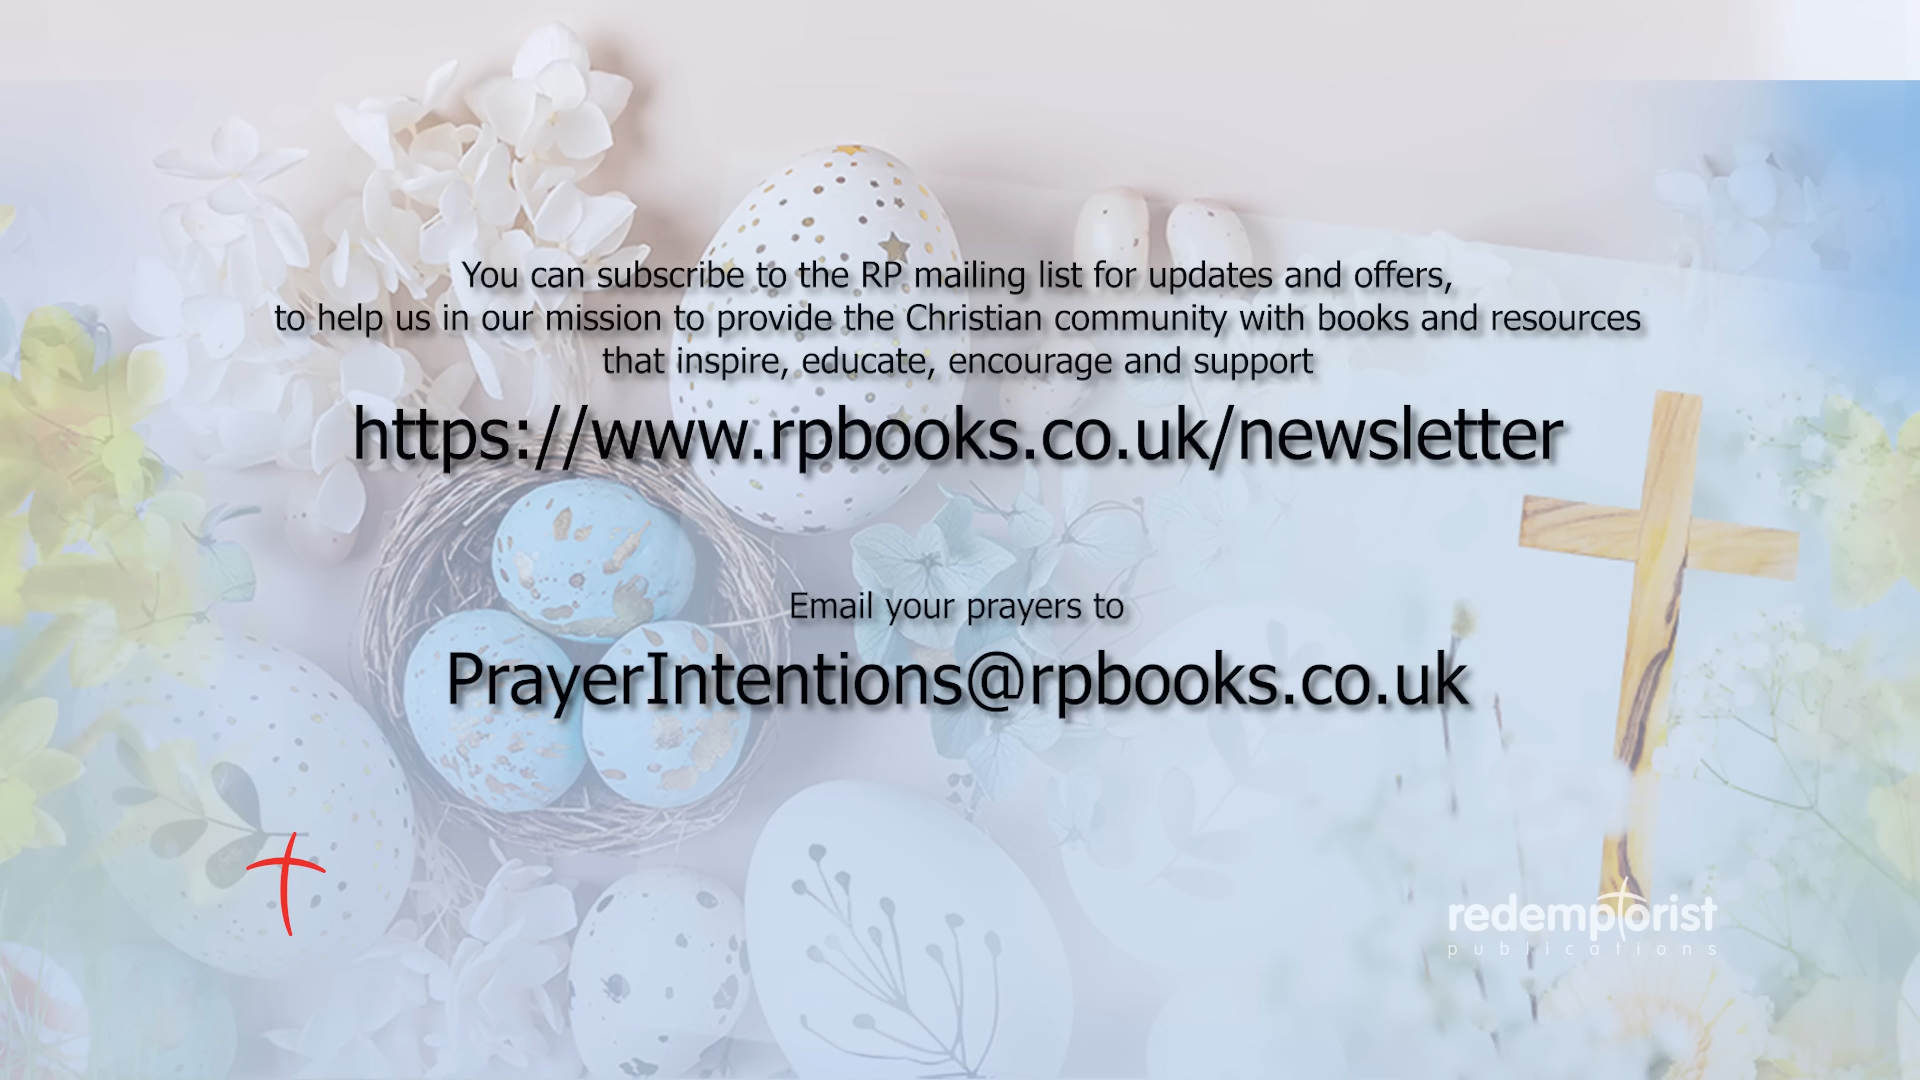 You can subscribe to the RP mailing list for updates and offers,
to help us in our mission to provide the Christian community with books and resources
that inspire, educate, encourage and support
https://www.rpbooks.co.uk/newsletter
Email your prayers to
PrayerIntentions@rpbooks.co.uk
redemptorist
publications